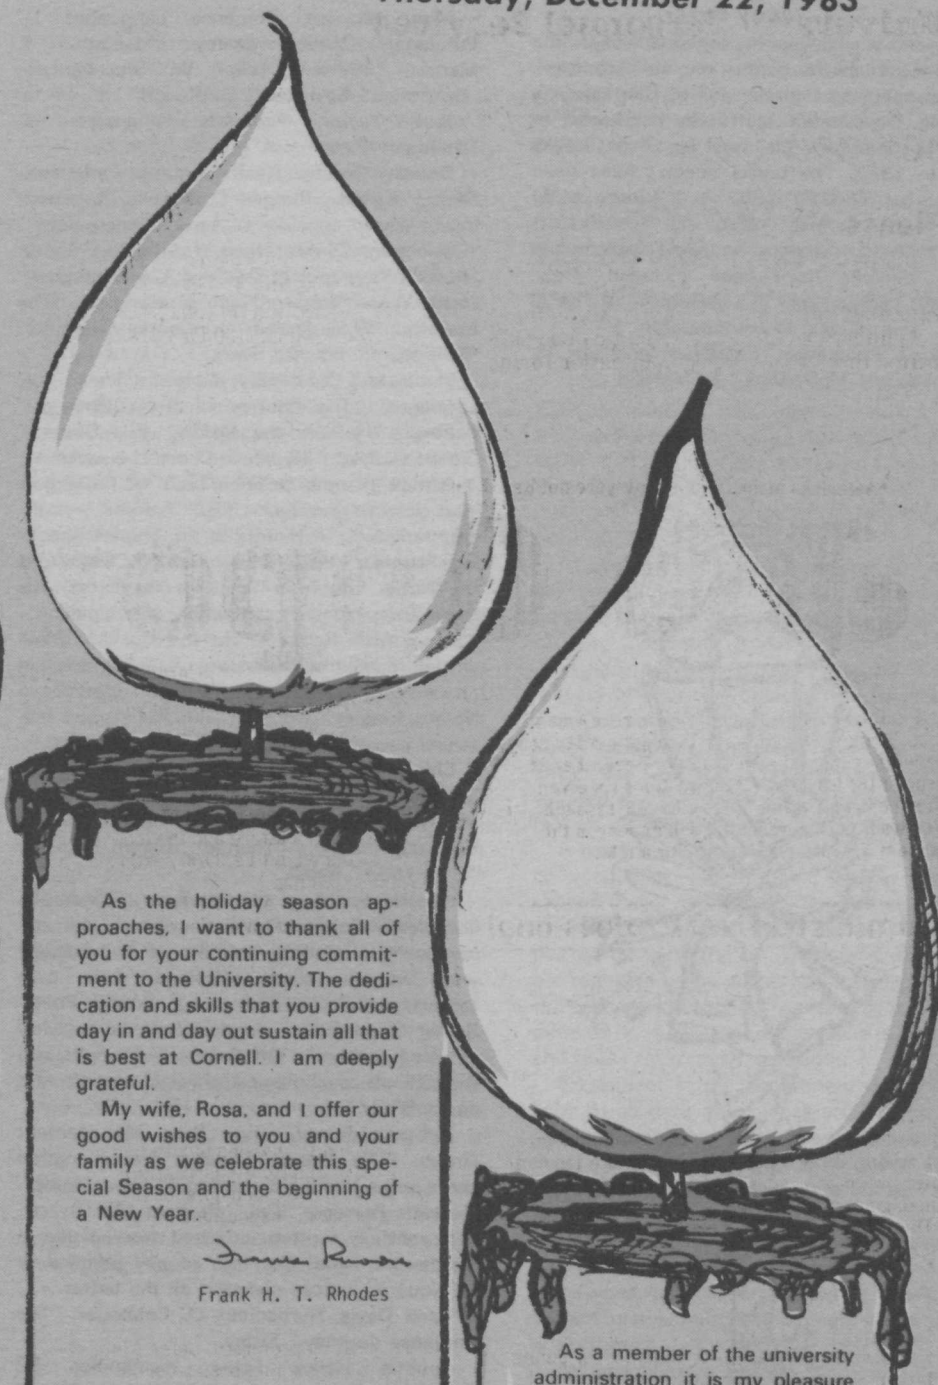 Thursday, December 22, 1983
As the holiday season ap-
proaches, I want to thank all of
you for your continuing commit-
ment to the University. The dedi-
cation and skills that you provide
day in and day out sustain all that
is best at Cornell. I am deeply
grateful.
My wife, Rosa, and I offer our
good wishes to you and your
family as we celebrate this spe-
cial Season and the beginning of
a New Year.
Frank Rhodes
Frank H. T. Rhodes
As a member of the university
administration it is my pleasure